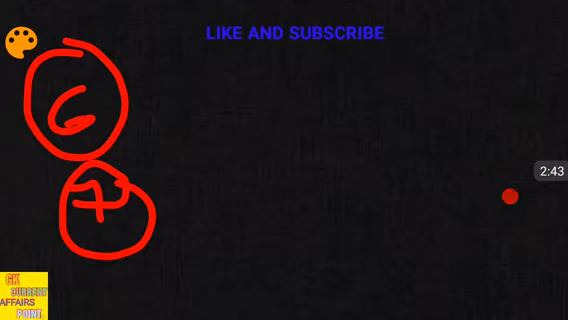 LIKE AND SUBSCRIBE
6
2:43
7
GK
CURRENT
AFFAIRS
POINT